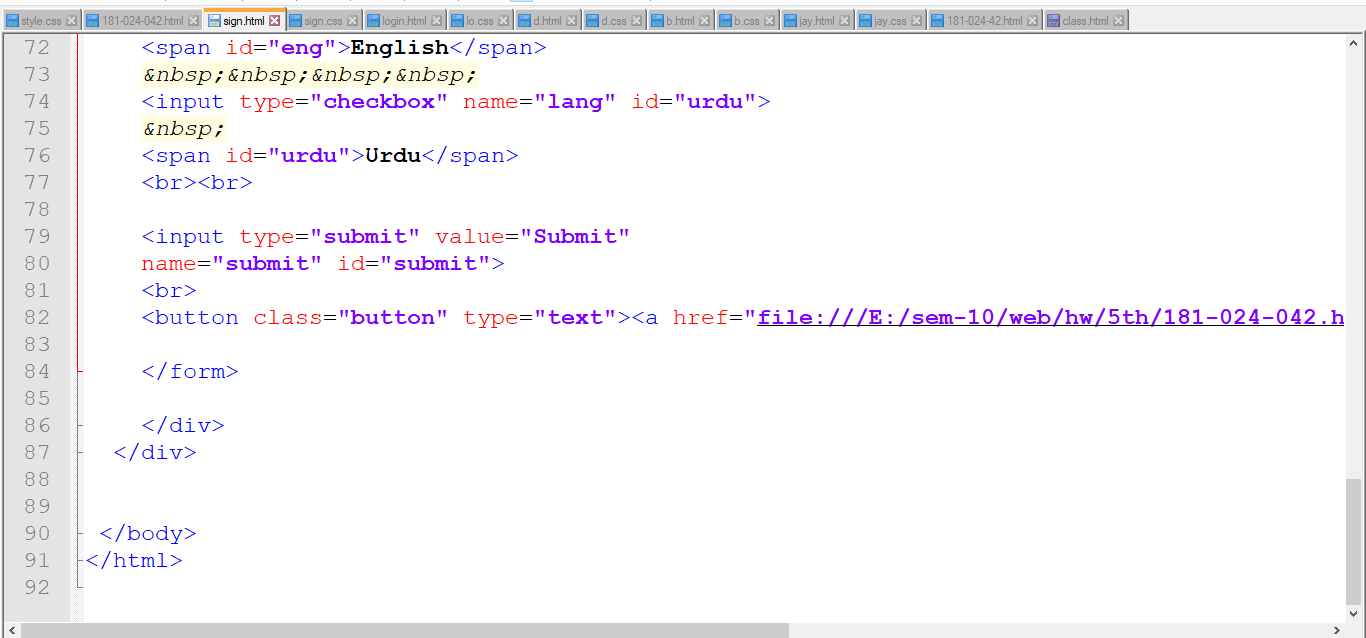 style.css 181-024-042.html sign.html sign.css login.html lo.css d.html d.css b.html b.css jay.html jay.css 181-024-42.html class.html
72 <span id="eng">English</span>
73 &nbsp;&nbsp;&nbsp;&nbsp;
74 <input type="checkbox" name="lang" id="urdu">
75 &nbsp;
76 <span id="urdu">Urdu</span>
77 <br><br>
78
79 <input type="submit" value="Submit"
80 name="submit" id="submit">
81 <br>
82 <button class="button" type="text"><a href="file:///E:/sem-10/web/hw/5th/181-024-042.h
83
84 </form>
85
86 </div>
87 </div>
88
89
90 </body>
91 </html>
92